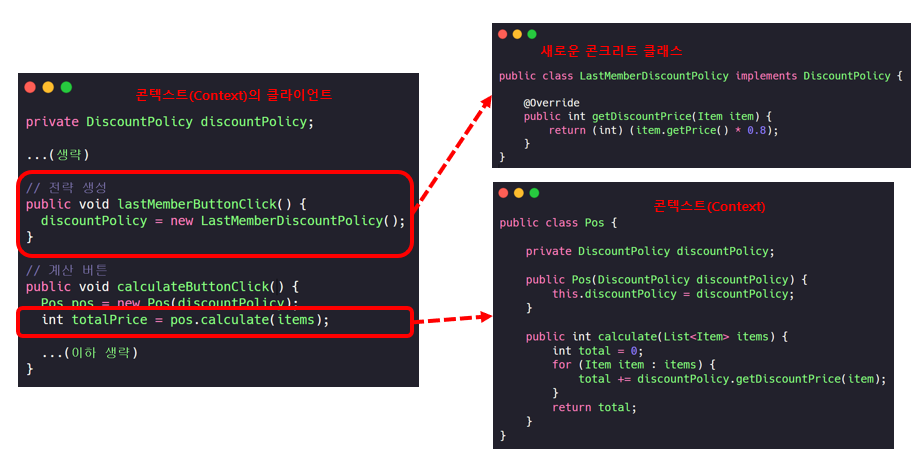 콘텍스트(Context)의 클라이언트
private DiscountPolicy discountPolicy;
...(생략)
// 전략 생성
public void lastMemberButtonClick() {
discountPolicy = new LastMemberDiscountPolicy();
}
// 계산 버튼
public void calculateButtonClick() {
Pos pos = new Pos(discountPolicy);
int totalPrice = pos.calculate(items);
...(이하 생략)
}
새로운 콘크리트 클래스
public class LastMemberDiscountPolicy implements DiscountPolicy {
@Override
public int getDiscountPrice(Item item) {
return (int) (item.getPrice() * 0.8);
}
}
콘텍스트(Context)
public class Pos {
private DiscountPolicy discountPolicy;
public Pos(DiscountPolicy discountPolicy) {
this.discountPolicy = discountPolicy;
}
public int calculate(List<Item> items) {
int total = 0;
for (Item item : items) {
total += discountPolicy.getDiscountPrice(item);
}
return total;
}
}